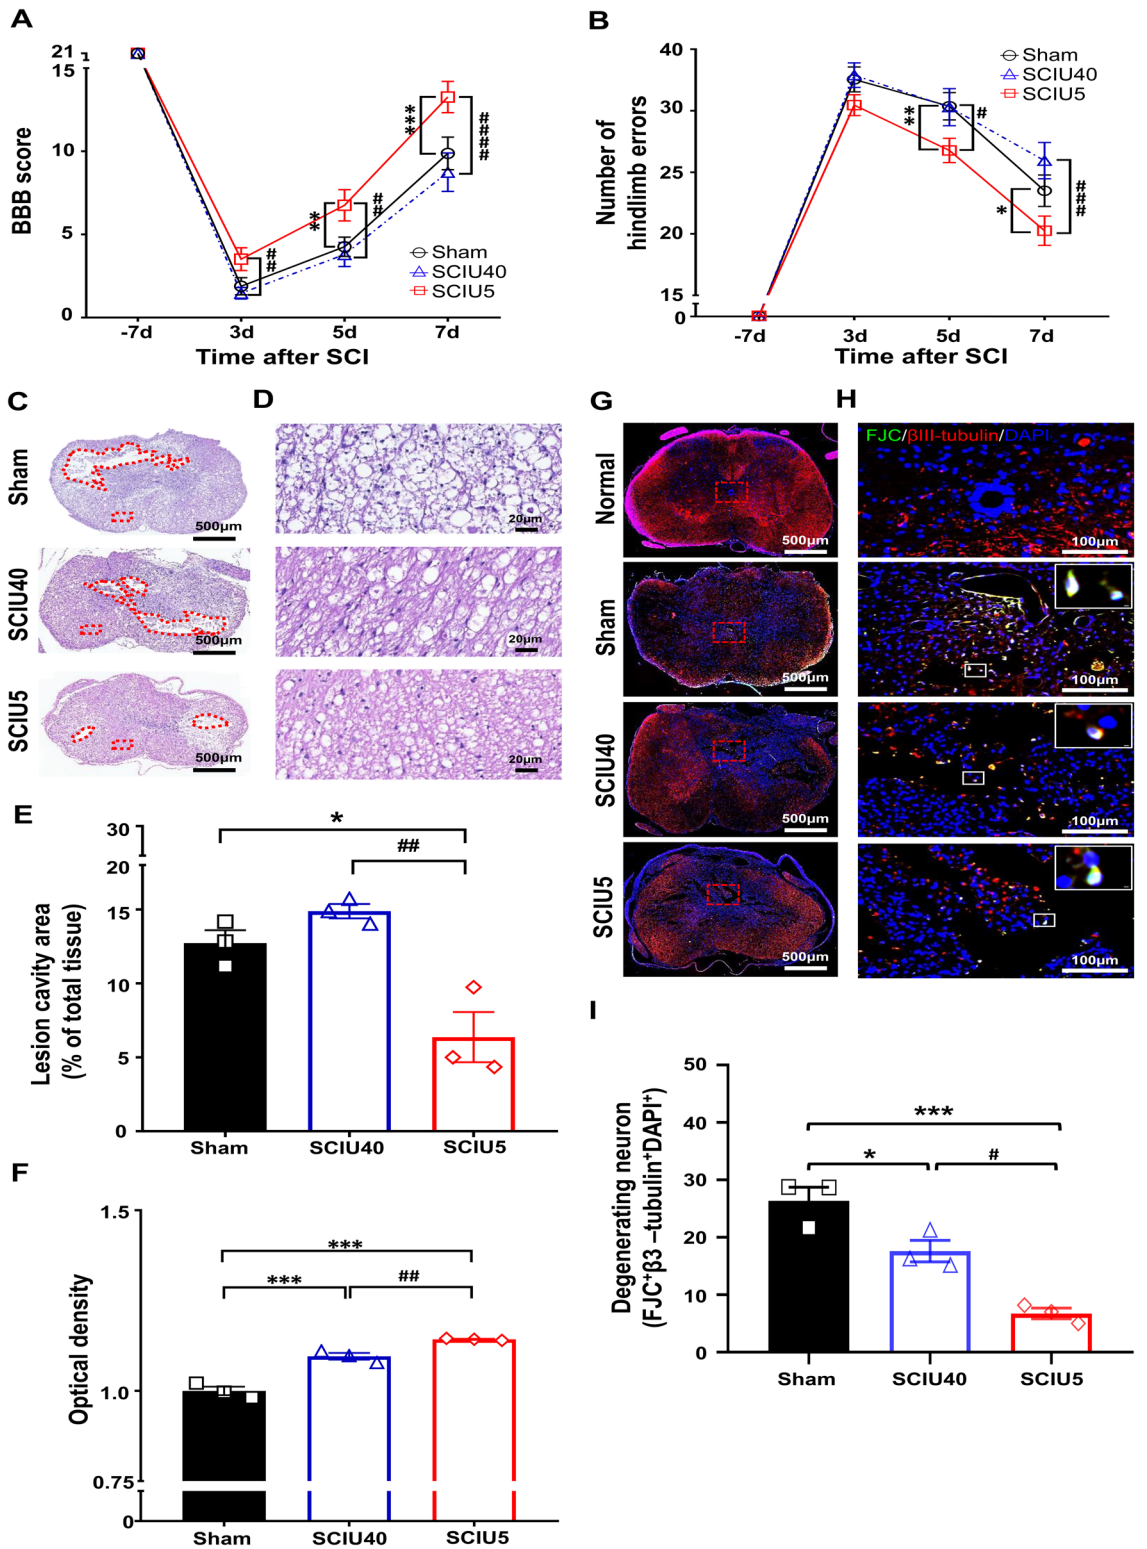 A
BBB score
21
15
10
5
0
***
####
**
##
##
Sham
SCIU40
SCIU5
-7d
3d
5d
7d
Time after SCI
B
Number of
hindlimb errors
40
30
25
20
15
0
Sham
SCIU40
SCIU5
**
#
*
###
-7d
3d
5d
7d
Time after SCI
C
D
Sham
500μm
20μm
SCIU40
500μm
20μm
SCIU5
500μm
20μm
E
Lesion cavity area
(% of total tissue)
30
20
15
10
5
0
*
##
Sham
SCIU40
SCIU5
F
Optical density
1.5
1.0
0.75
0
***
***
##
Sham
SCIU40
SCIU5
G
H
Normal
500μm
FJC/βIII-tubulin/DAPI
100μm
Sham
500μm
100μm
SCIU40
500μm
100μm
SCIU5
500μm
100μm
I
Degenerating neuron
(FJC⁺β3 –tubulin⁺DAPI⁺)
50
40
30
20
10
0
***
*
#
Sham
SCIU40
SCIU5